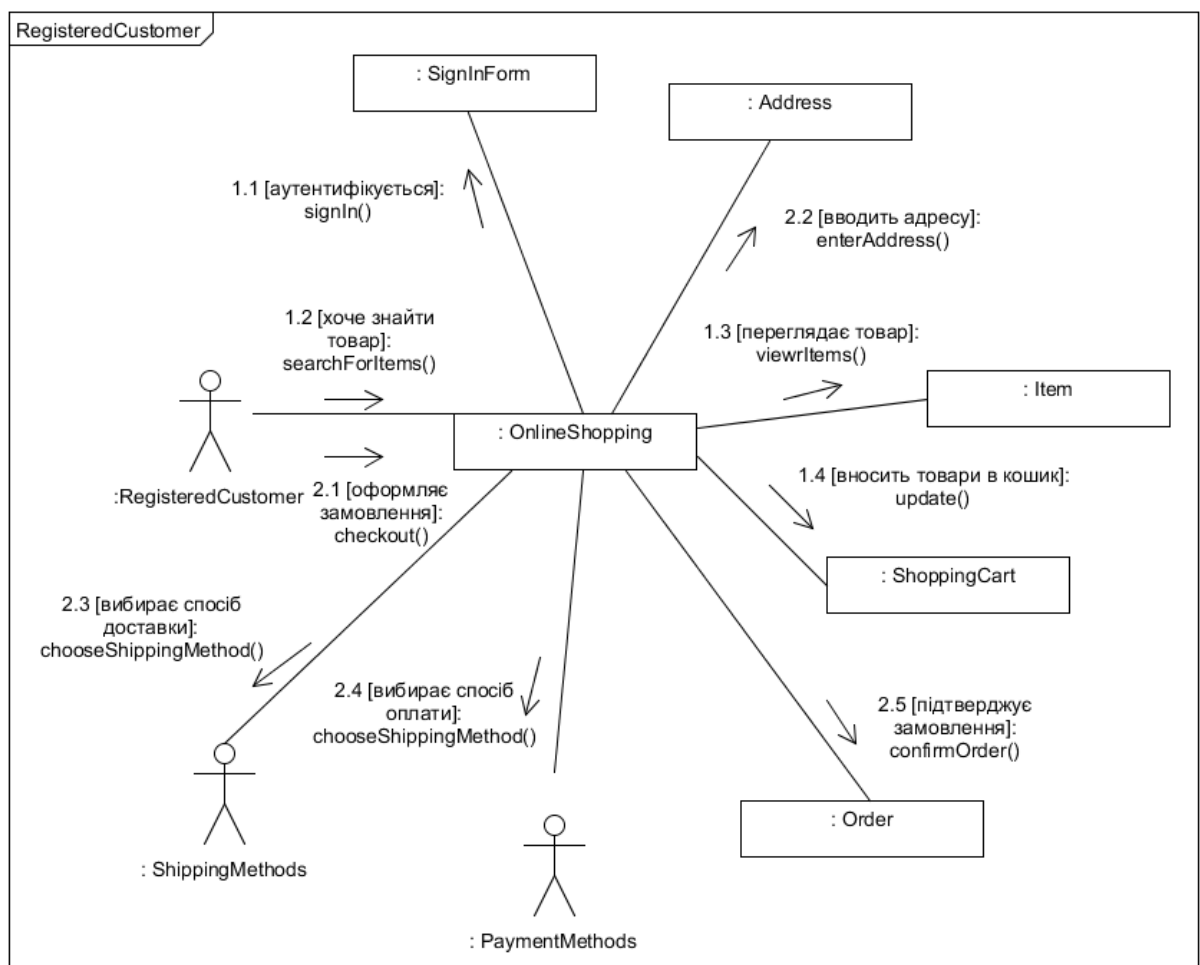 RegisteredCustomer
: SignInForm
: Address
1.1 [аутентифікується]:
signIn()
2.2 [вводить адресу]:
enterAddress()
1.2 [хоче знайти
товар]:
searchForItems()
1.3 [переглядає товар]:
viewrItems()
: Item
: OnlineShopping
:RegisteredCustomer
2.1 [оформляє
замовлення]:
checkout()
1.4 [вносить товари в кошик]:
update()
: ShoppingCart
2.3 [вибирає спосіб
доставки]:
chooseShippingMethod()
2.4 [вибирає спосіб
оплати]:
chooseShippingMethod()
2.5 [підтверджує
замовлення]:
confirmOrder()
: ShippingMethods
: Order
: PaymentMethods